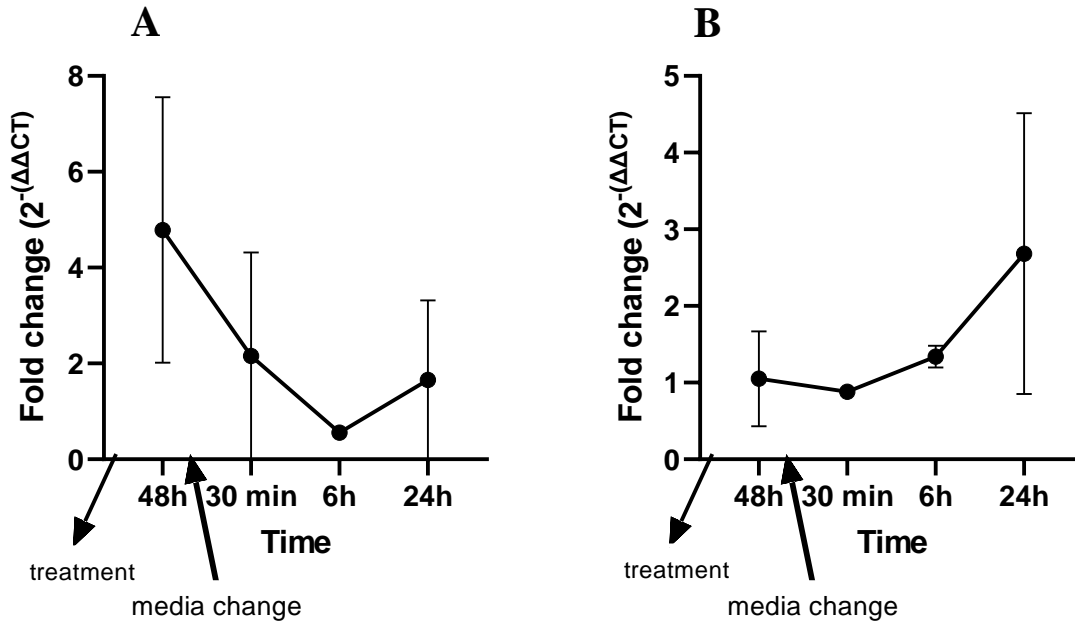 A
Fold change (2-(ΔΔCT)
8
6
4
2
0
48h 30 min 6h 24h
Time
treatment
media change
B
Fold change (2-(ΔΔCT)
5
4
3
2
1
0
48h 30 min 6h 24h
Time
treatment
media change